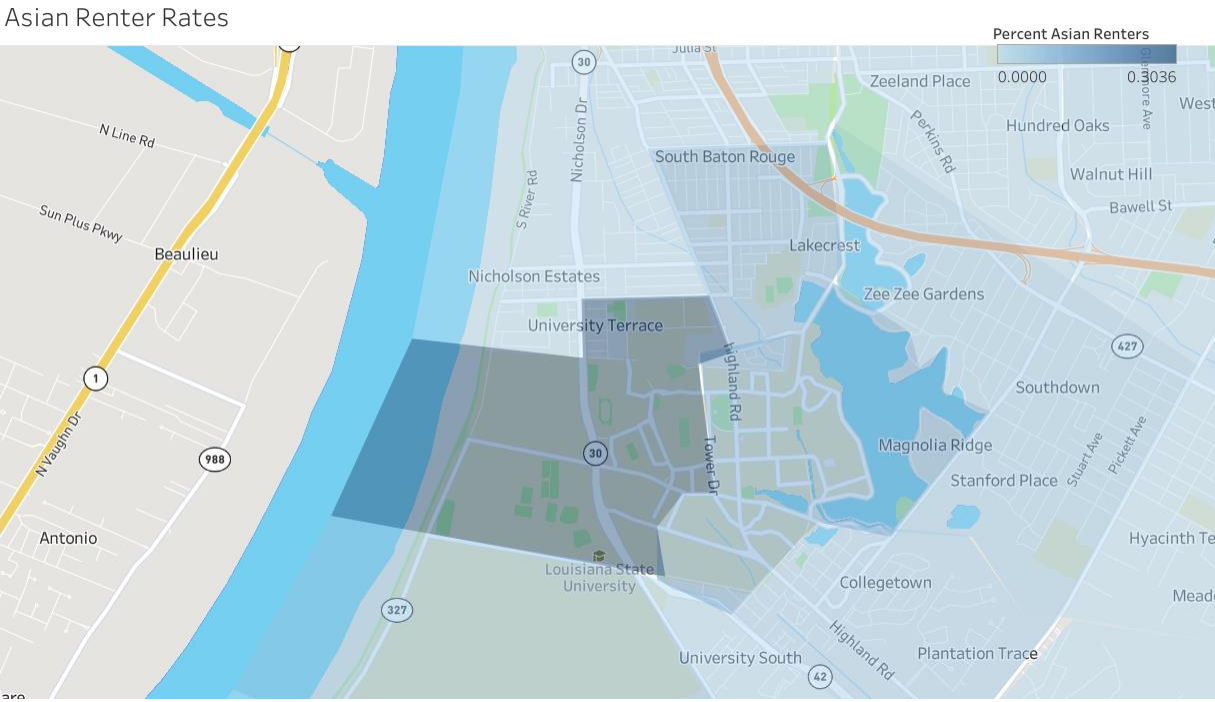 Asian Renter Rates
Percent Asian Renters
0.0000
0.3036
Julia St
30
Zeeland Place
Glenmore Ave
West
N Line Rd
Nicholson Dr
Perkins Rd
Hundred Oaks
South Baton Rouge
Walnut Hill
S River Rd
Bawell St
Sun Plus Pkwy
Beaulieu
Lakecrest
Nicholson Estates
Zee Zee Gardens
University Terrace
427
1
Highland Rd
Southdown
N Vaughn Dr
988
30
Tower Dr
Magnolia Ridge
Stuart Ave
Pickett Ave
Stanford Place
Antonio
Hyacinth Te
Louisiana State
University
Collegetown
327
Mead
Highland Rd
University South
Plantation Trace
42
are